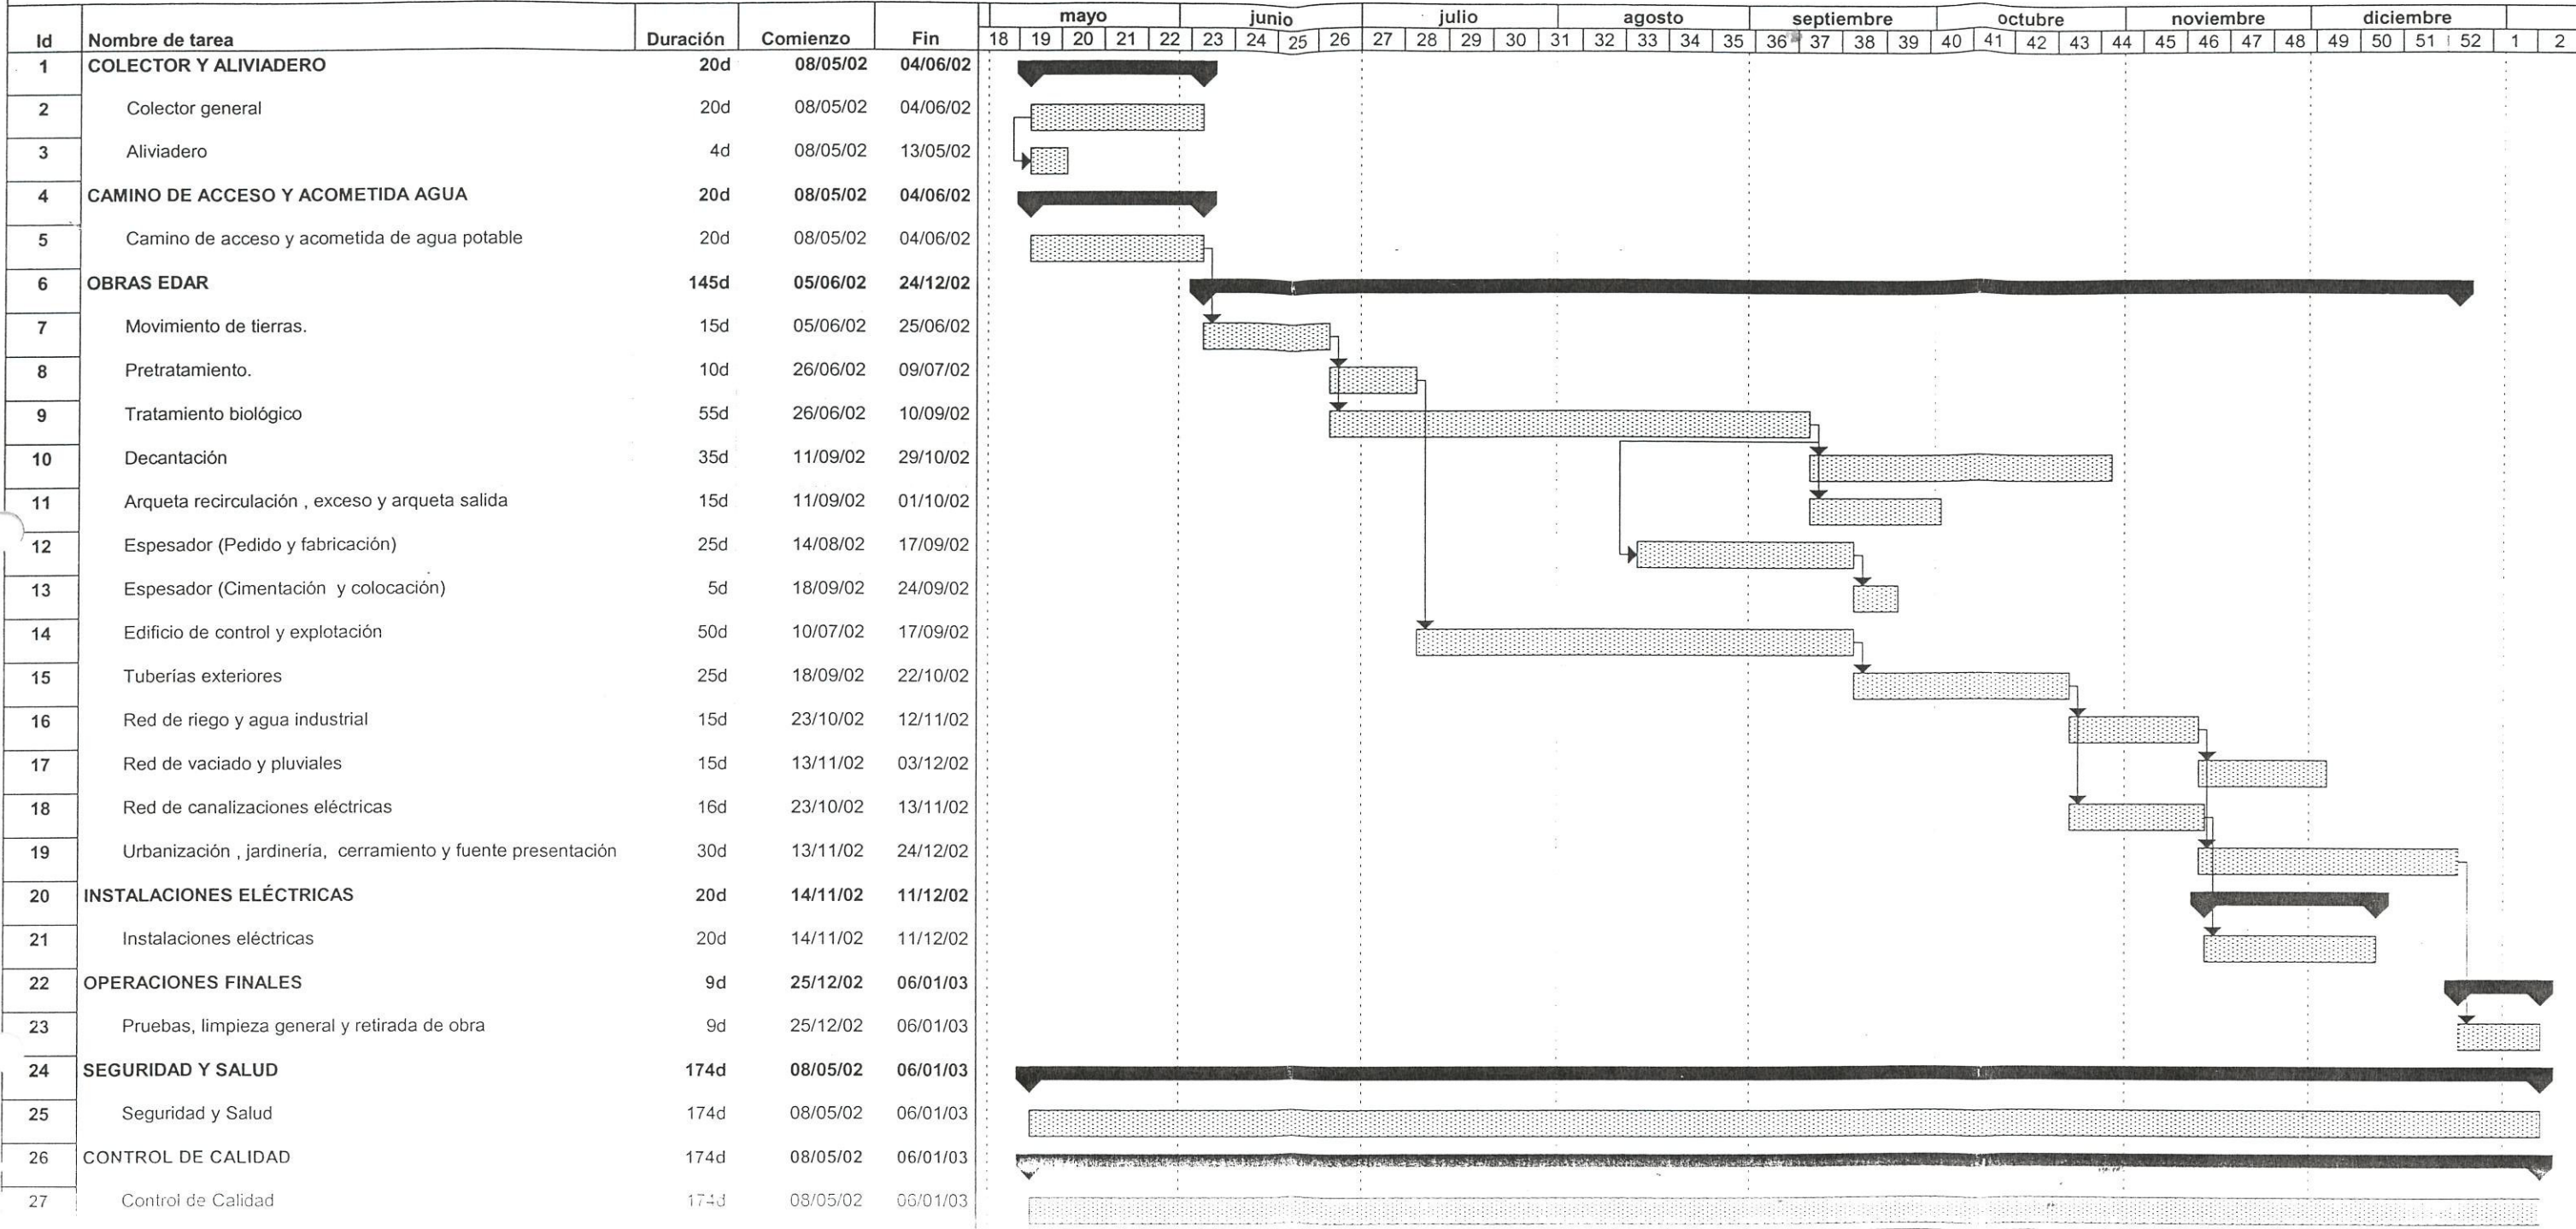 mayo junio julio agosto septiembre octubre noviembre diciembre
Id Nombre de tarea Duración Comienzo Fin 18 19 20 21 22 23 24 25 26 27 28 29 30 31 32 33 34 35 36 37 38 39 40 41 42 43 44 45 46 47 48 49 50 51 52 1 2
1 COLECTOR Y ALIVIADERO 20d 08/05/02 04/06/02
2 Colector general 20d 08/05/02 04/06/02
3 Aliviadero 4d 08/05/02 13/05/02
4 CAMINO DE ACCESO Y ACOMETIDA AGUA 20d 08/05/02 04/06/02
5 Camino de acceso y acometida de agua potable 20d 08/05/02 04/06/02
6 OBRAS EDAR 145d 05/06/02 24/12/02
7 Movimiento de tierras. 15d 05/06/02 25/06/02
8 Pretratamiento. 10d 26/06/02 09/07/02
9 Tratamiento biológico 55d 26/06/02 10/09/02
10 Decantación 35d 11/09/02 29/10/02
11 Arqueta recirculación , exceso y arqueta salida 15d 11/09/02 01/10/02
12 Espesador (Pedido y fabricación) 25d 14/08/02 17/09/02
13 Espesador (Cimentación y colocación) 5d 18/09/02 24/09/02
14 Edificio de control y explotación 50d 10/07/02 17/09/02
15 Tuberías exteriores 25d 18/09/02 22/10/02
16 Red de riego y agua industrial 15d 23/10/02 12/11/02
17 Red de vaciado y pluviales 15d 13/11/02 03/12/02
18 Red de canalizaciones eléctricas 16d 23/10/02 13/11/02
19 Urbanización , jardinería, cerramiento y fuente presentación 30d 13/11/02 24/12/02
20 INSTALACIONES ELÉCTRICAS 20d 14/11/02 11/12/02
21 Instalaciones eléctricas 20d 14/11/02 11/12/02
22 OPERACIONES FINALES 9d 25/12/02 06/01/03
23 Pruebas, limpieza general y retirada de obra 9d 25/12/02 06/01/03
24 SEGURIDAD Y SALUD 174d 08/05/02 06/01/03
25 Seguridad y Salud 174d 08/05/02 06/01/03
26 CONTROL DE CALIDAD 174d 08/05/02 06/01/03
27 Control de Calidad 174d 08/05/02 06/01/03